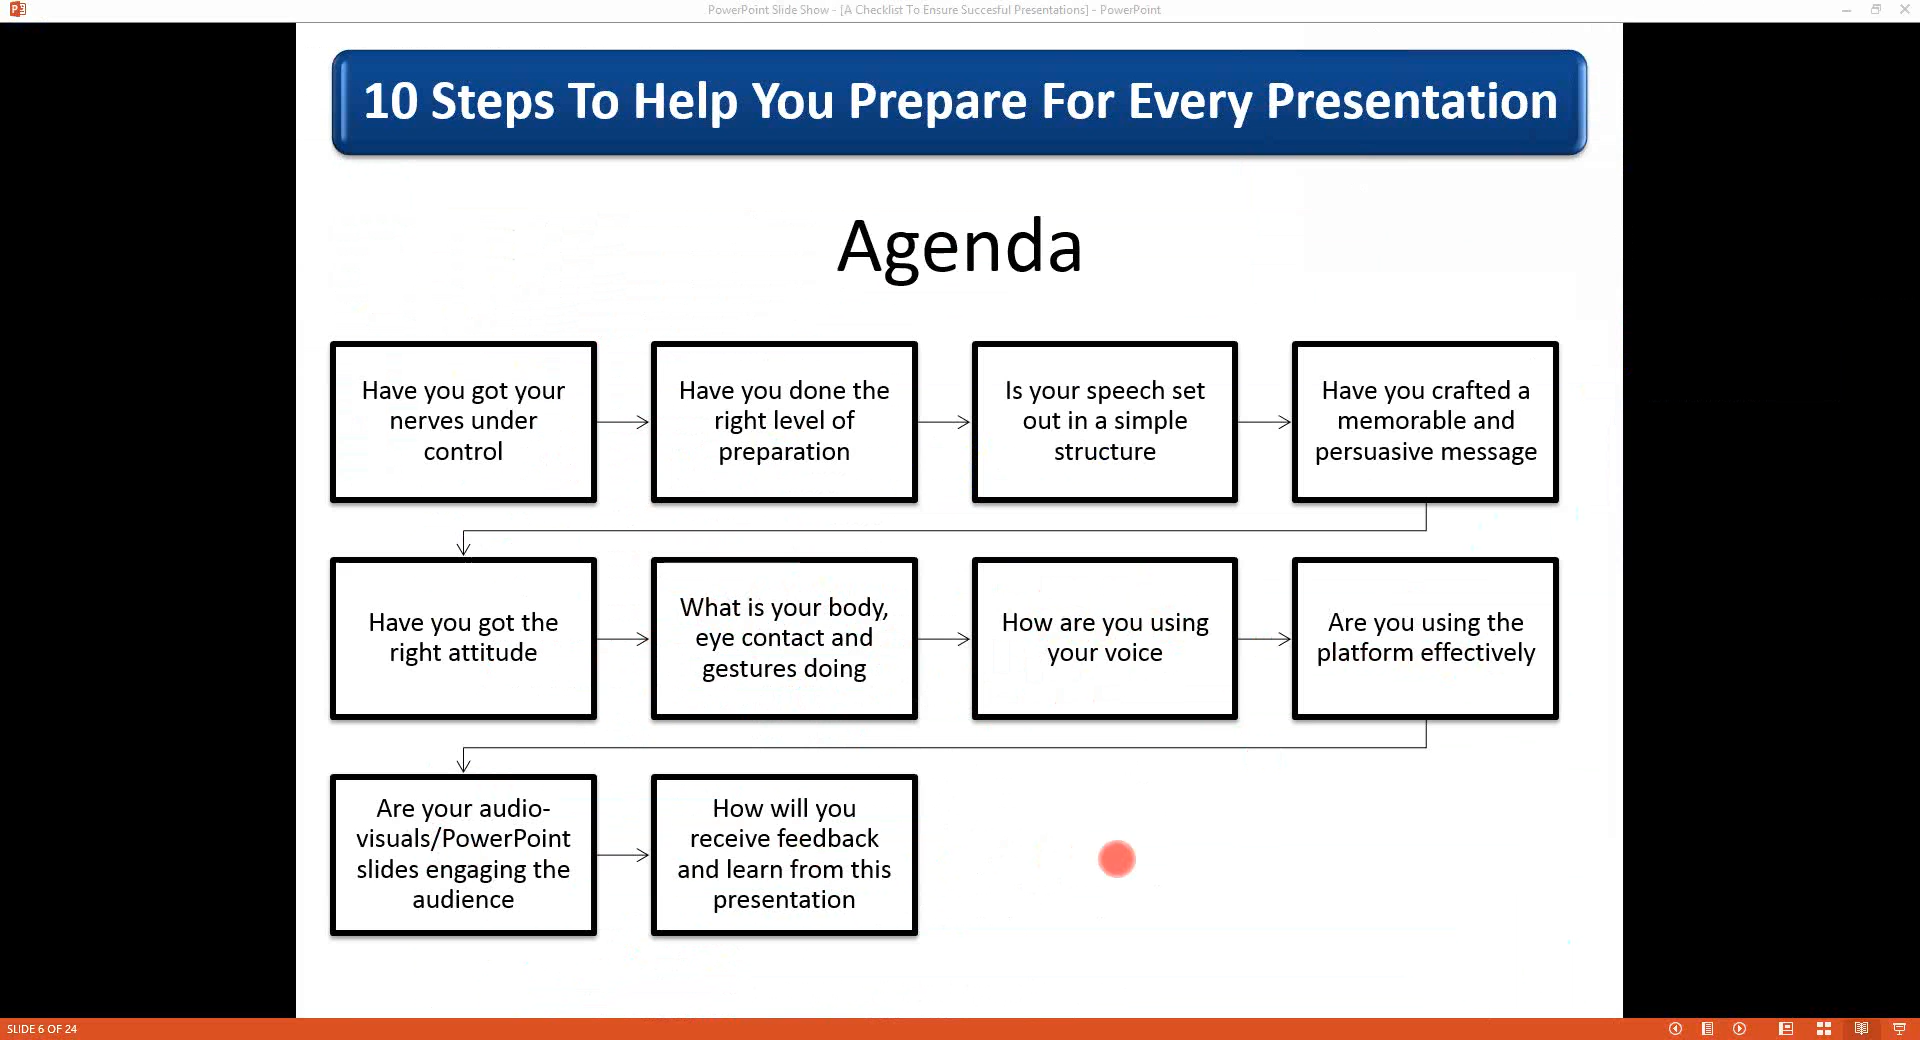 PowerPoint Slide Show - [A Checklist To Ensure Succesful Presentations] - PowerPoint
10 Steps To Help You Prepare For Every Presentation
Agenda
Have you got your
nerves under
control
Have you done the
right level of
preparation
Is your speech set
out in a simple
structure
Have you crafted a
memorable and
persuasive message
Have you got the
right attitude
What is your body,
eye contact and
gestures doing
How are you using
your voice
Are you using the
platform effectively
Are your audio-
visuals/PowerPoint
slides engaging the
audience
How will you
receive feedback
and learn from this
presentation
SLIDE 6 OF 24